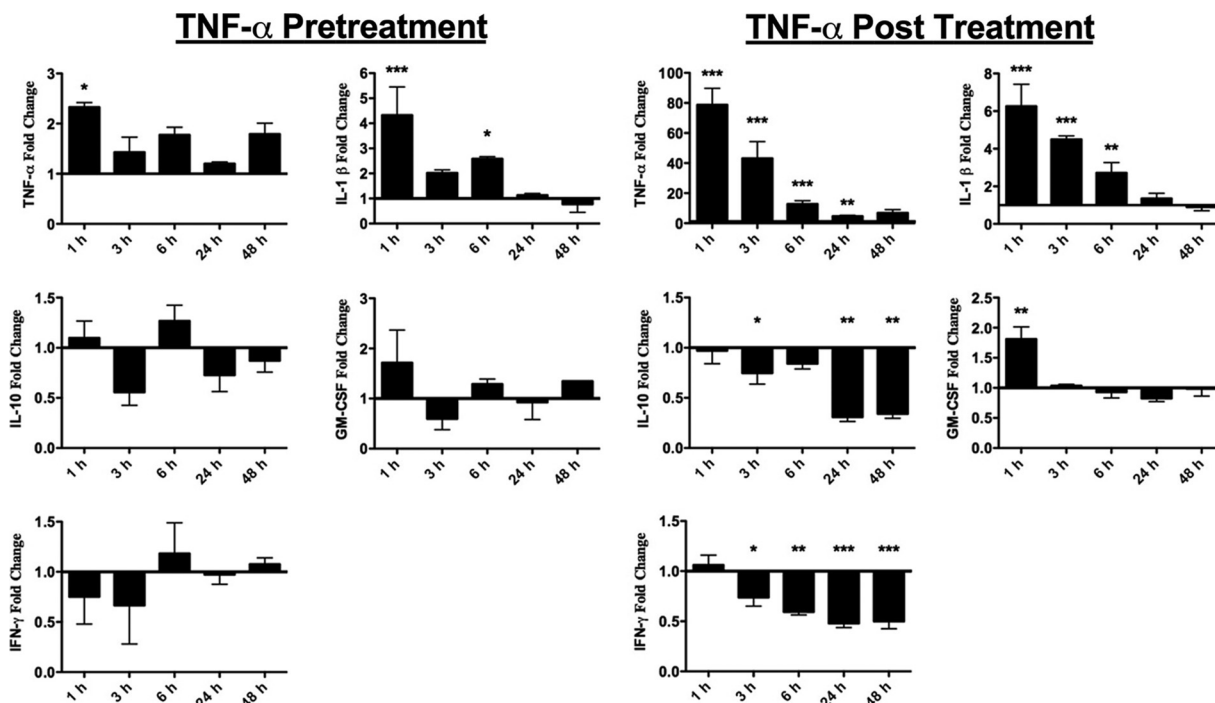 TNF-α Pretreatment
TNF-α Post Treatment
TNF-α Fold Change
3
2
1
0
*
1 h
3 h
6 h
24 h
48 h
IL-1 β Fold Change
6
5
4
3
2
1
0
***
*
1 h
3 h
6 h
24 h
48 h
TNF-α Fold Change
100
80
60
40
20
0
***
***
***
**
1 h
3 h
6 h
24 h
48 h
IL-1 β Fold Change
8
6
4
2
0
***
***
**
1 h
3 h
6 h
24 h
48 h
IL-10 Fold Change
1.5
1.0
0.5
0.0
1 h
3 h
6 h
24 h
48 h
GM-CSF Fold Change
3
2
1
0
1 h
3 h
6 h
24 h
48 h
IL-10 Fold Change
1.5
1.0
0.5
0.0
*
**
**
1 h
3 h
6 h
24 h
48 h
GM-CSF Fold Change
2.5
2.0
1.5
1.0
0.5
0.0
**
1 h
3 h
6 h
24 h
48 h
IFN-γ Fold Change
1.5
1.0
0.5
0.0
1 h
3 h
6 h
24 h
48 h
IFN-γ Fold Change
1.5
1.0
0.5
0.0
*
**
***
***
1 h
3 h
6 h
24 h
48 h